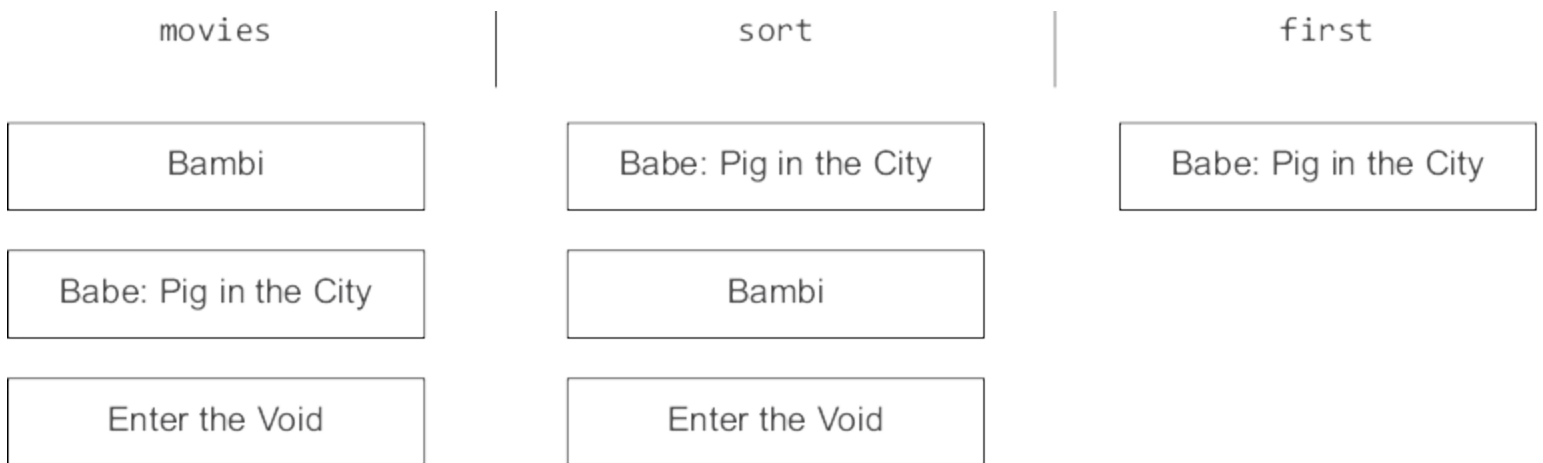 movies | sort | first
Bambi
Babe: Pig in the City
Babe: Pig in the City
Babe: Pig in the City
Bambi
Enter the Void
Enter the Void